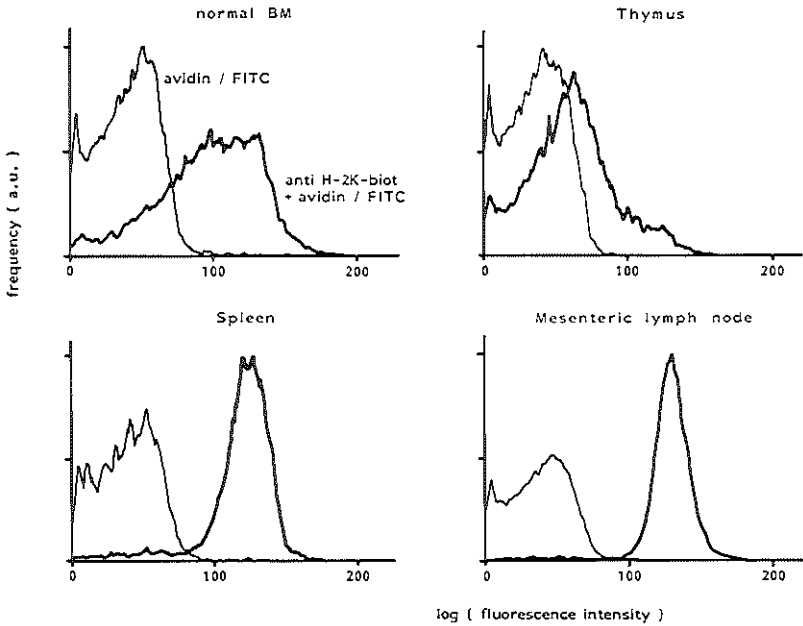 normal BM
avidin / FITC
anti H-2K-biot
+ avidin / FITC
0
100
200
Thymus
0
100
200
frequency ( a.u. )
Spleen
0
100
200
Mesenteric lymph node
0
100
200
log ( fluorescence intensity )